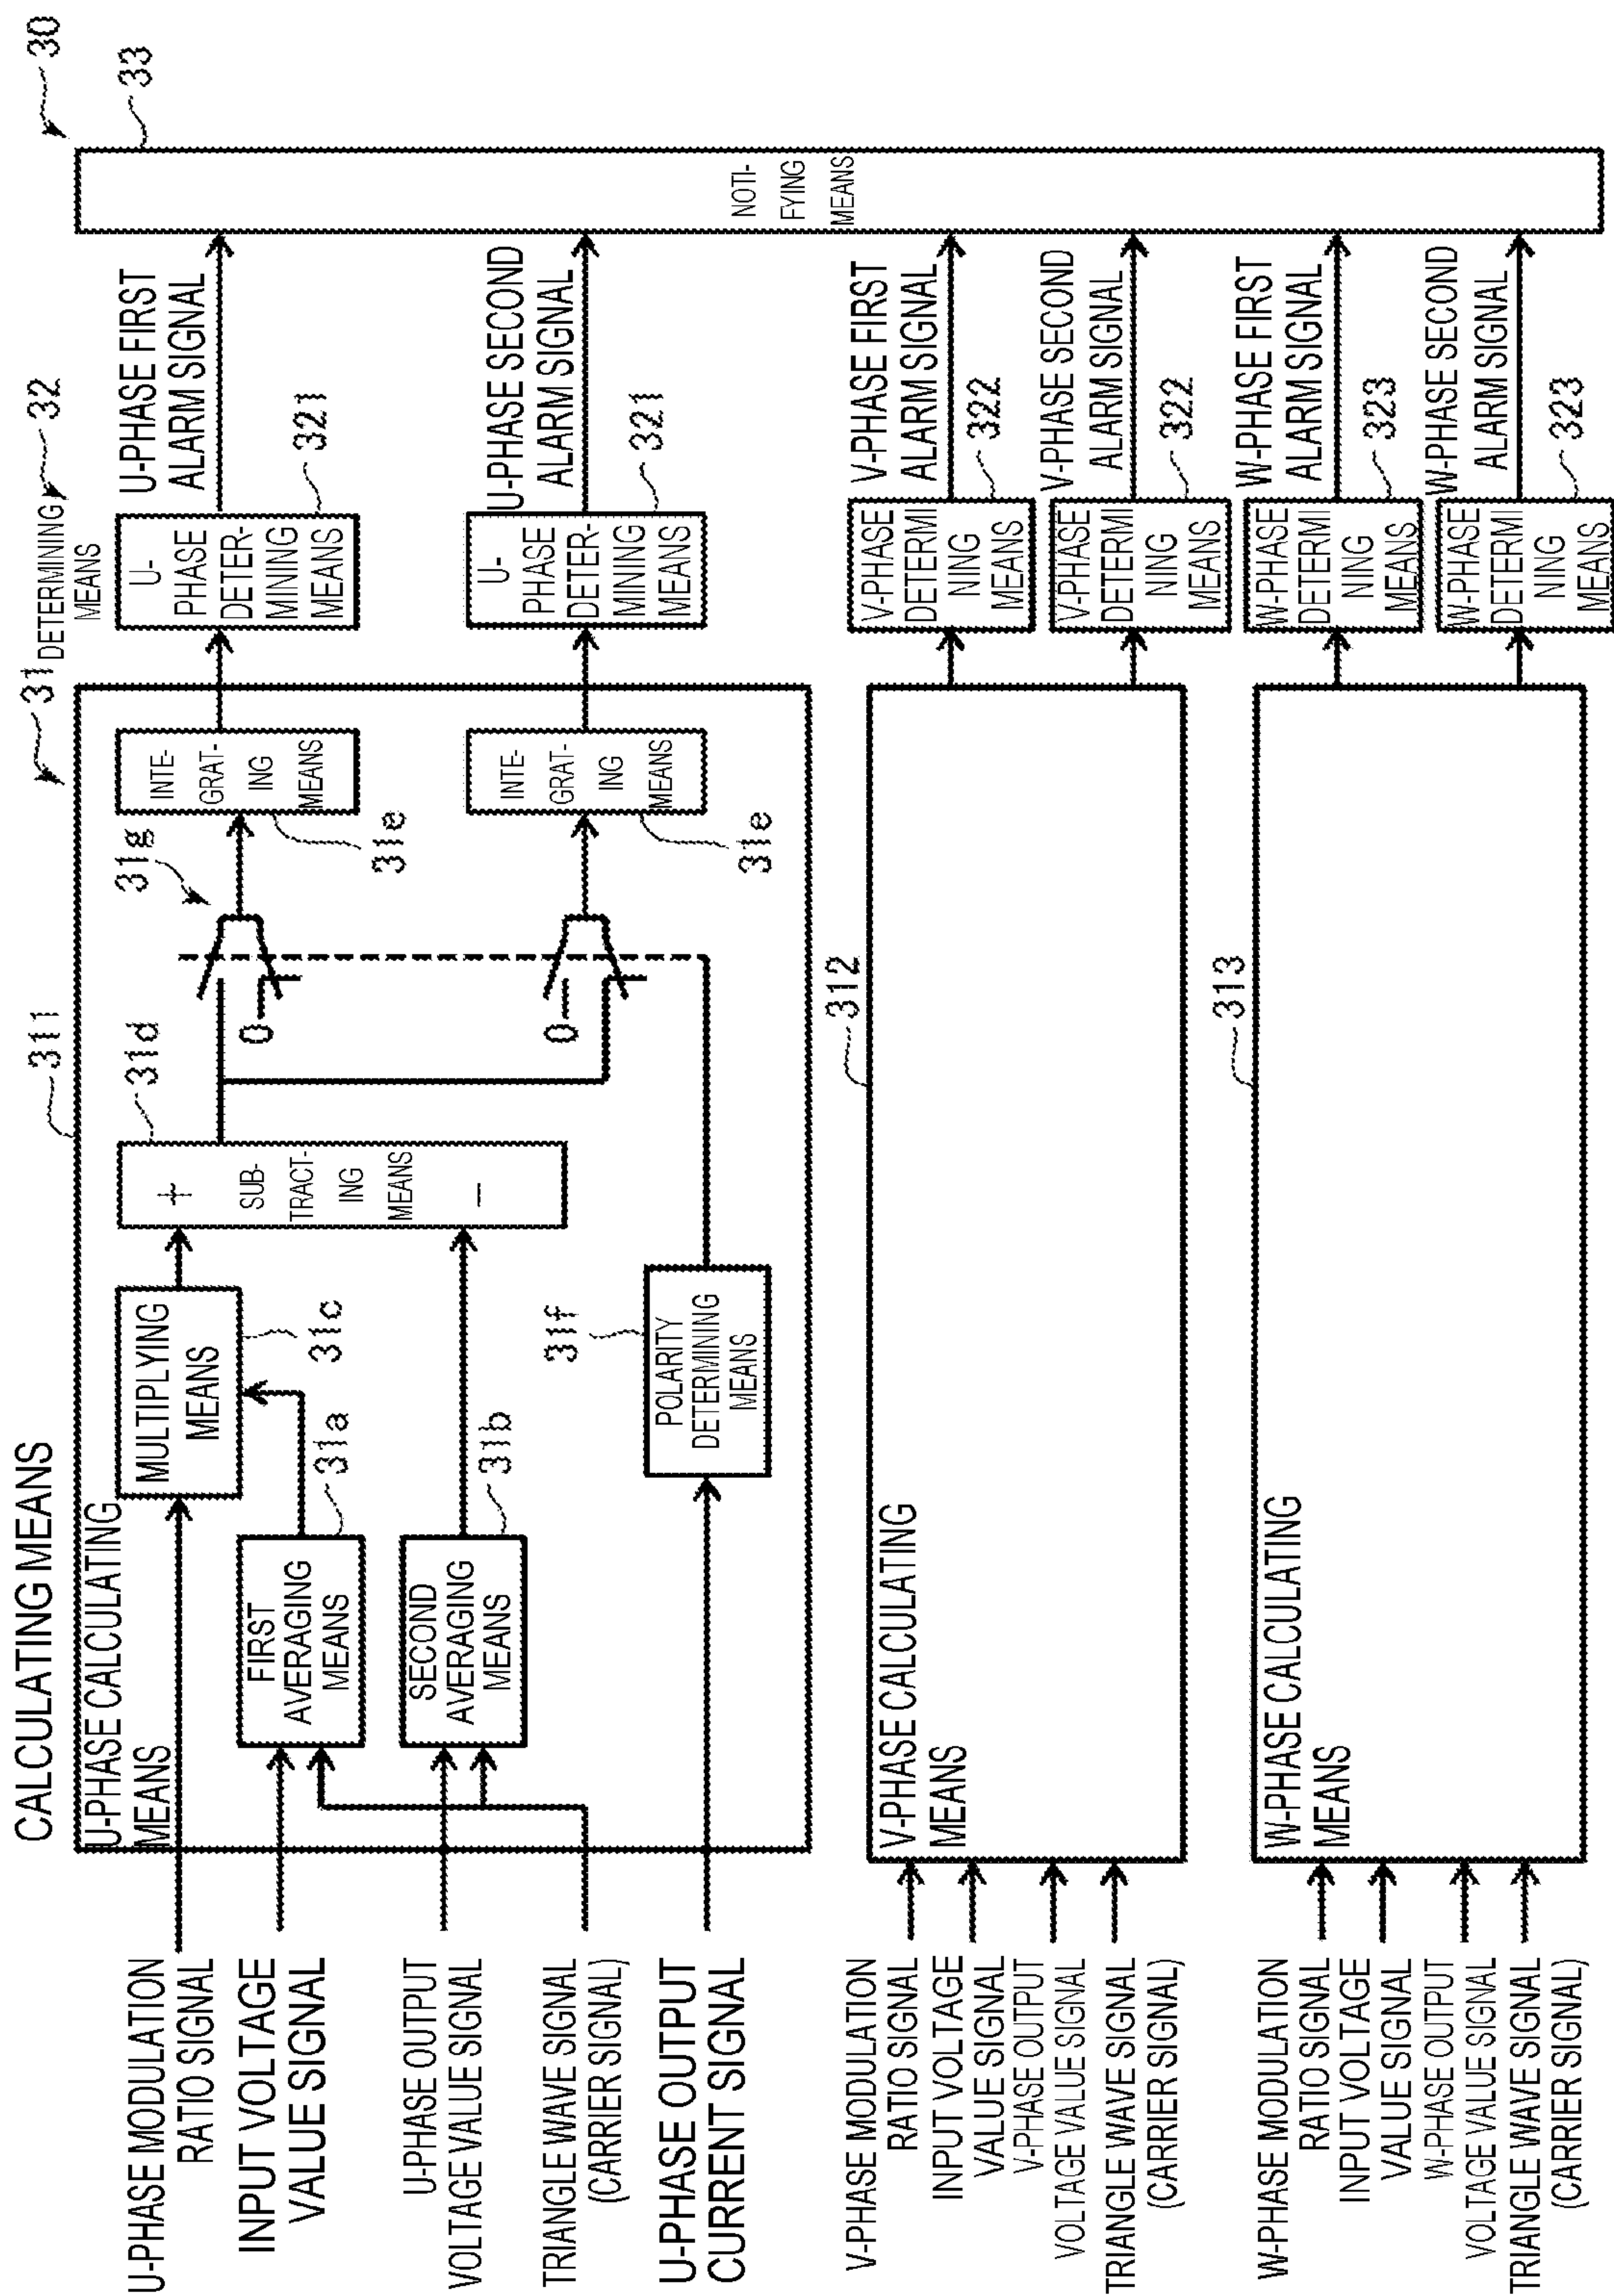 30
33
31
DETERMINING
MEANS
32
CALCULATING MEANS
311
U-PHASE CALCULATING
MEANS
U-PHASE MODULATION
RATIO SIGNAL
INPUT VOLTAGE
VALUE SIGNAL
U-PHASE OUTPUT
VOLTAGE VALUE SIGNAL
TRIANGLE WAVE SIGNAL
(CARRIER SIGNAL)
U-PHASE OUTPUT
CURRENT SIGNAL
FIRST
AVERAGING
MEANS
31a
SECOND
AVERAGING
MEANS
31b
MULTIPLYING
MEANS
31c
POLARITY
DETERMINING
MEANS
31f
+
SUB-
TRACT-
ING
MEANS
−
31d
0
0
31g
INTE-
GRAT-
ING
MEANS
31e
INTE-
GRAT-
ING
MEANS
31e
U-
PHASE
DETER-
MINING
MEANS
321
U-
PHASE
DETER-
MINING
MEANS
321
U-PHASE FIRST
ALARM SIGNAL
U-PHASE SECOND
ALARM SIGNAL
NOTI-
FYING
MEANS
V-PHASE MODULATION
RATIO SIGNAL
INPUT VOLTAGE
VALUE SIGNAL
V-PHASE OUTPUT
VOLTAGE VALUE SIGNAL
TRIANGLE WAVE SIGNAL
(CARRIER SIGNAL)
V-PHASE CALCULATING
MEANS
312
V-PHASE
DETERMI
NING
MEANS
322
V-PHASE
DETERMI
NING
MEANS
322
V-PHASE FIRST
ALARM SIGNAL
V-PHASE SECOND
ALARM SIGNAL
W-PHASE MODULATION
RATIO SIGNAL
INPUT VOLTAGE
VALUE SIGNAL
W-PHASE OUTPUT
VOLTAGE VALUE SIGNAL
TRIANGLE WAVE SIGNAL
(CARRIER SIGNAL)
W-PHASE CALCULATING
MEANS
313
W-PHASE
DETERMI
NING
MEANS
323
W-PHASE
DETERMI
NING
MEANS
323
W-PHASE FIRST
ALARM SIGNAL
W-PHASE SECOND
ALARM SIGNAL